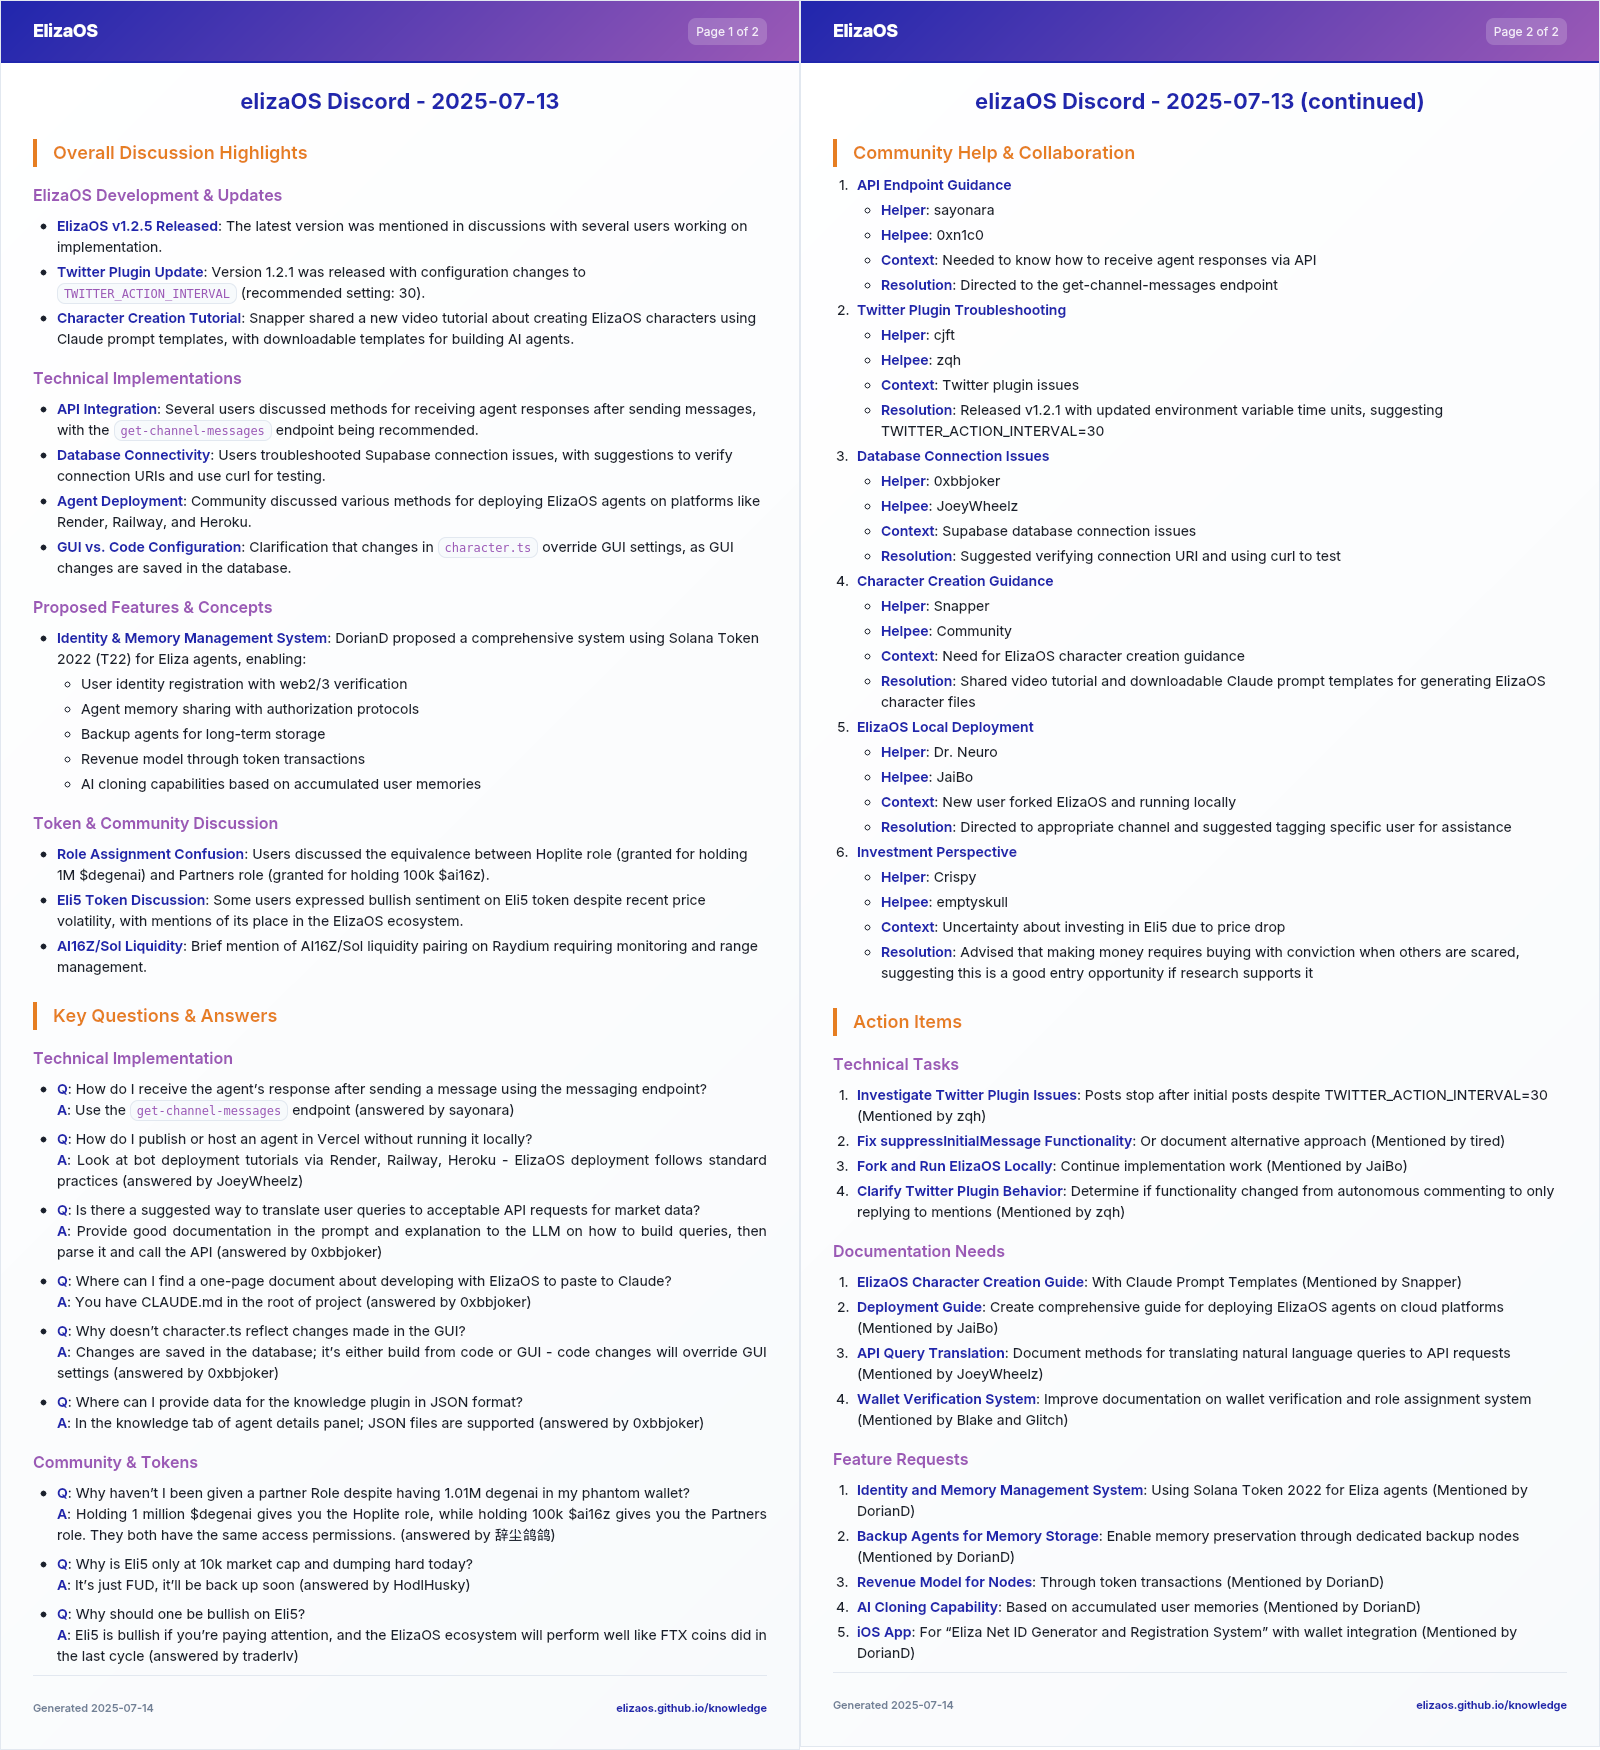 ElizaOS
Page 1 of 2
elizaOS Discord - 2025-07-13
Overall Discussion Highlights
ElizaOS Development & Updates
• ElizaOS v1.2.5 Released: The latest version was mentioned in discussions with several users working on
implementation.
• Twitter Plugin Update: Version 1.2.1 was released with configuration changes to
TWITTER_ACTION_INTERVAL (recommended setting: 30).
• Character Creation Tutorial: Snapper shared a new video tutorial about creating ElizaOS characters using
Claude prompt templates, with downloadable templates for building AI agents.
Technical Implementations
• API Integration: Several users discussed methods for receiving agent responses after sending messages,
with the get-channel-messages endpoint being recommended.
• Database Connectivity: Users troubleshooted Supabase connection issues, with suggestions to verify
connection URIs and use curl for testing.
• Agent Deployment: Community discussed various methods for deploying ElizaOS agents on platforms like
Render, Railway, and Heroku.
• GUI vs. Code Configuration: Clarification that changes in character.ts override GUI settings, as GUI
changes are saved in the database.
Proposed Features & Concepts
• Identity & Memory Management System: DorianD proposed a comprehensive system using Solana Token
2022 (T22) for Eliza agents, enabling:
◦ User identity registration with web2/3 verification
◦ Agent memory sharing with authorization protocols
◦ Backup agents for long-term storage
◦ Revenue model through token transactions
◦ AI cloning capabilities based on accumulated user memories
Token & Community Discussion
• Role Assignment Confusion: Users discussed the equivalence between Hoplite role (granted for holding
1M $degenai) and Partners role (granted for holding 100k $ai16z).
• Eli5 Token Discussion: Some users expressed bullish sentiment on Eli5 token despite recent price
volatility, with mentions of its place in the ElizaOS ecosystem.
• AI16Z/Sol Liquidity: Brief mention of AI16Z/Sol liquidity pairing on Raydium requiring monitoring and range
management.
Key Questions & Answers
Technical Implementation
• Q: How do I receive the agent's response after sending a message using the messaging endpoint?
A: Use the get-channel-messages endpoint (answered by sayonara)
• Q: How do I publish or host an agent in Vercel without running it locally?
A: Look at bot deployment tutorials via Render, Railway, Heroku - ElizaOS deployment follows standard
practices (answered by JoeyWheelz)
• Q: Is there a suggested way to translate user queries to acceptable API requests for market data?
A: Provide good documentation in the prompt and explanation to the LLM on how to build queries, then
parse it and call the API (answered by 0xbbjoker)
• Q: Where can I find a one-page document about developing with ElizaOS to paste to Claude?
A: You have CLAUDE.md in the root of project (answered by 0xbbjoker)
• Q: Why doesn't character.ts reflect changes made in the GUI?
A: Changes are saved in the database; it's either build from code or GUI - code changes will override GUI
settings (answered by 0xbbjoker)
• Q: Where can I provide data for the knowledge plugin in JSON format?
A: In the knowledge tab of agent details panel; JSON files are supported (answered by 0xbbjoker)
Community & Tokens
• Q: Why haven't I been given a partner Role despite having 1.01M degenai in my phantom wallet?
A: Holding 1 million $degenai gives you the Hoplite role, while holding 100k $ai16z gives you the Partners
role. They both have the same access permissions. (answered by 辞尘鸽鸽)
• Q: Why is Eli5 only at 10k market cap and dumping hard today?
A: It's just FUD, it'll be back up soon (answered by HodlHusky)
• Q: Why should one be bullish on Eli5?
A: Eli5 is bullish if you're paying attention, and the ElizaOS ecosystem will perform well like FTX coins did in
the last cycle (answered by traderlv)
Generated 2025-07-14
elizaos.github.io/knowledge
ElizaOS
Page 2 of 2
elizaOS Discord - 2025-07-13 (continued)
Community Help & Collaboration
1. API Endpoint Guidance
◦ Helper: sayonara
◦ Helpee: 0xn1c0
◦ Context: Needed to know how to receive agent responses via API
◦ Resolution: Directed to the get-channel-messages endpoint
2. Twitter Plugin Troubleshooting
◦ Helper: cjft
◦ Helpee: zqh
◦ Context: Twitter plugin issues
◦ Resolution: Released v1.2.1 with updated environment variable time units, suggesting
TWITTER_ACTION_INTERVAL=30
3. Database Connection Issues
◦ Helper: 0xbbjoker
◦ Helpee: JoeyWheelz
◦ Context: Supabase database connection issues
◦ Resolution: Suggested verifying connection URI and using curl to test
4. Character Creation Guidance
◦ Helper: Snapper
◦ Helpee: Community
◦ Context: Need for ElizaOS character creation guidance
◦ Resolution: Shared video tutorial and downloadable Claude prompt templates for generating ElizaOS
character files
5. ElizaOS Local Deployment
◦ Helper: Dr. Neuro
◦ Helpee: JaiBo
◦ Context: New user forked ElizaOS and running locally
◦ Resolution: Directed to appropriate channel and suggested tagging specific user for assistance
6. Investment Perspective
◦ Helper: Crispy
◦ Helpee: emptyskull
◦ Context: Uncertainty about investing in Eli5 due to price drop
◦ Resolution: Advised that making money requires buying with conviction when others are scared,
suggesting this is a good entry opportunity if research supports it
Action Items
Technical Tasks
1. Investigate Twitter Plugin Issues: Posts stop after initial posts despite TWITTER_ACTION_INTERVAL=30
(Mentioned by zqh)
2. Fix suppressInitialMessage Functionality: Or document alternative approach (Mentioned by tired)
3. Fork and Run ElizaOS Locally: Continue implementation work (Mentioned by JaiBo)
4. Clarify Twitter Plugin Behavior: Determine if functionality changed from autonomous commenting to only
replying to mentions (Mentioned by zqh)
Documentation Needs
1. ElizaOS Character Creation Guide: With Claude Prompt Templates (Mentioned by Snapper)
2. Deployment Guide: Create comprehensive guide for deploying ElizaOS agents on cloud platforms
(Mentioned by JaiBo)
3. API Query Translation: Document methods for translating natural language queries to API requests
(Mentioned by JoeyWheelz)
4. Wallet Verification System: Improve documentation on wallet verification and role assignment system
(Mentioned by Blake and Glitch)
Feature Requests
1. Identity and Memory Management System: Using Solana Token 2022 for Eliza agents (Mentioned by
DorianD)
2. Backup Agents for Memory Storage: Enable memory preservation through dedicated backup nodes
(Mentioned by DorianD)
3. Revenue Model for Nodes: Through token transactions (Mentioned by DorianD)
4. AI Cloning Capability: Based on accumulated user memories (Mentioned by DorianD)
5. iOS App: For “Eliza Net ID Generator and Registration System” with wallet integration (Mentioned by
DorianD)
Generated 2025-07-14
elizaos.github.io/knowledge